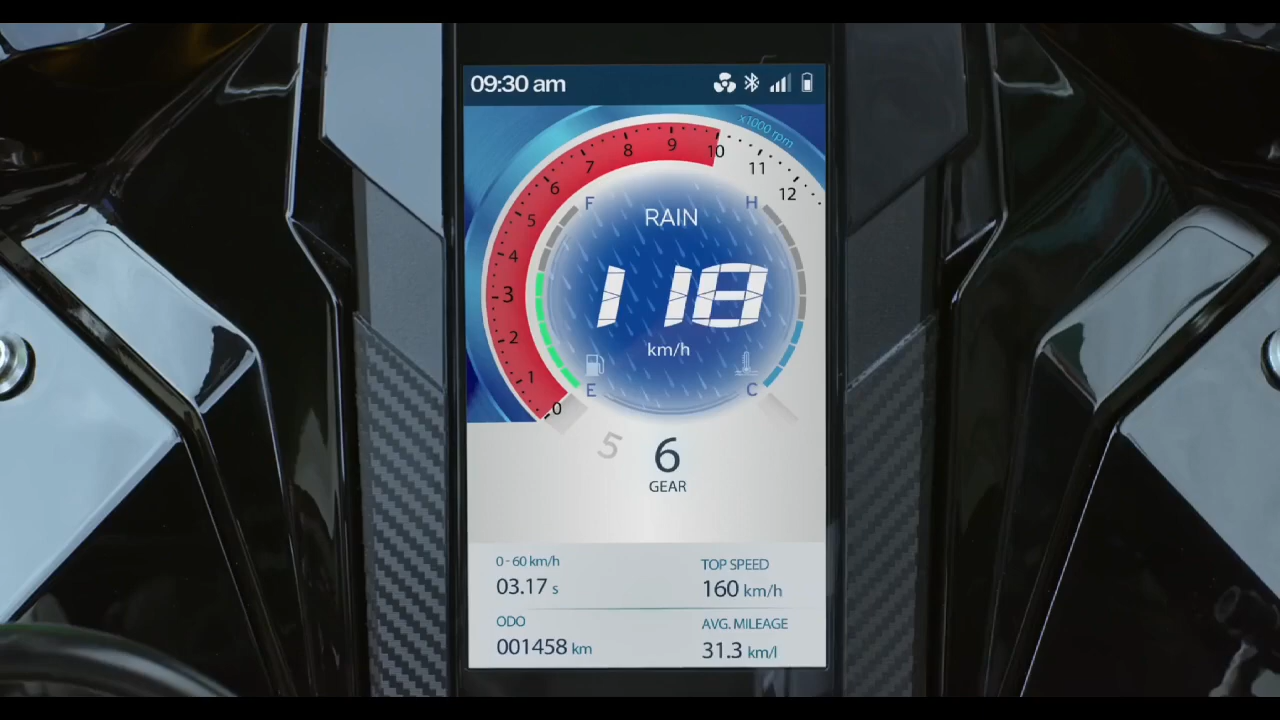 09:30 am
x1000 rpm
0
1
2
3
4
5
6
7
8
9
10
11
12
F
H
RAIN
118
km/h
E
C
5
6
GEAR
0 - 60 km/h
03.17 s
TOP SPEED
160 km/h
ODO
001458 km
AVG. MILEAGE
31.3 km/l